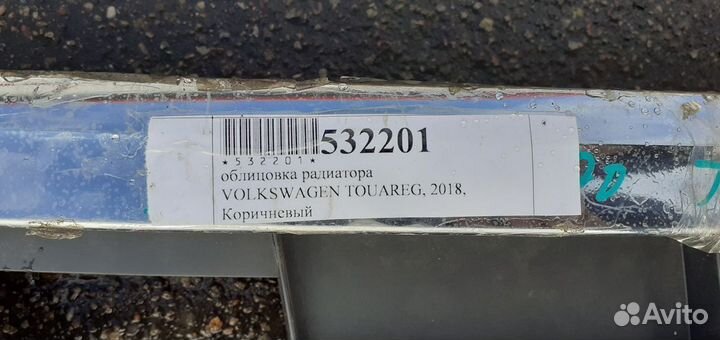 532201
*532201*
облицовка радиатора
VOLKSWAGEN TOUAREG, 2018,
Коричневый
Avito